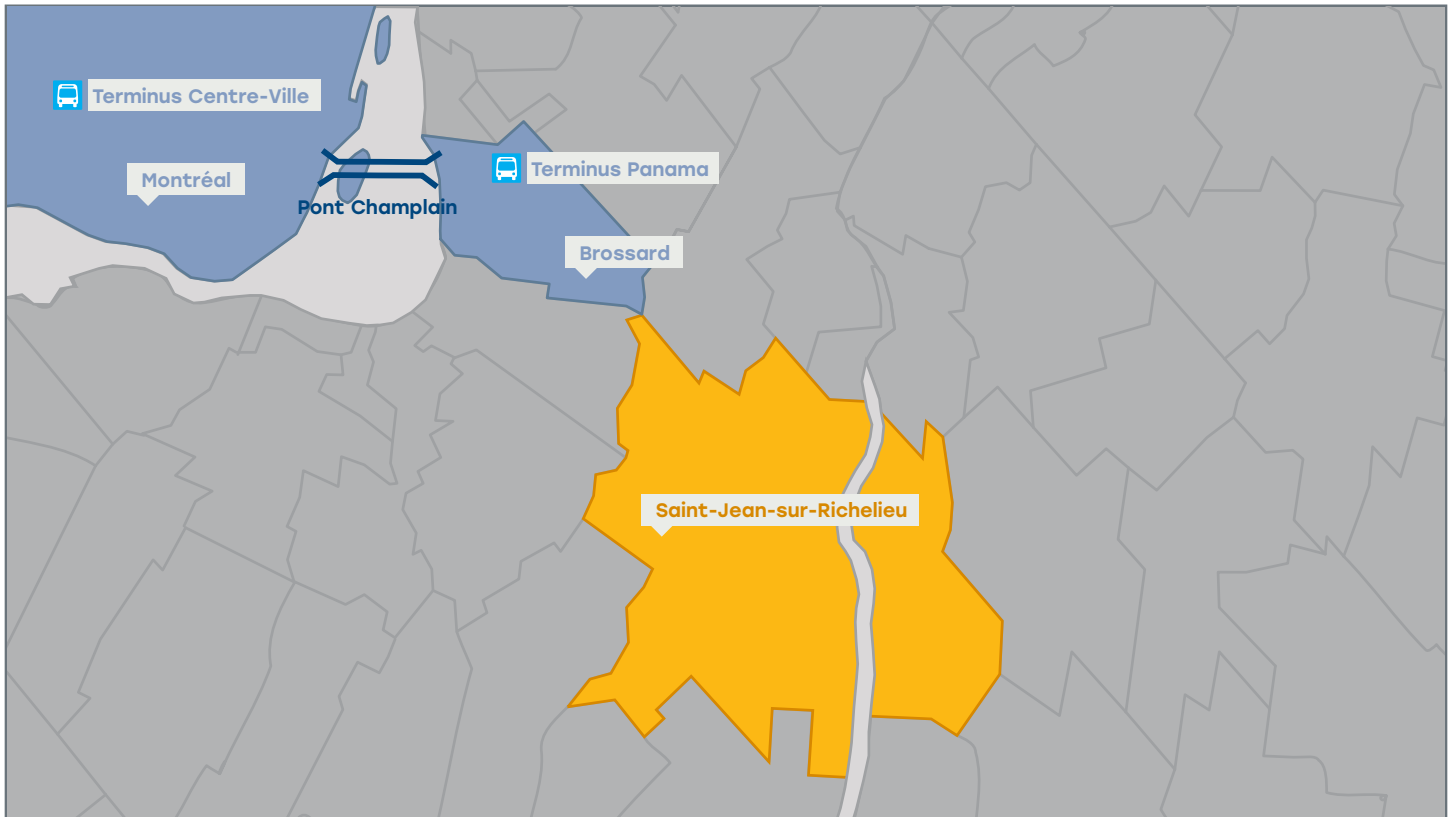 Terminus Centre-Ville
Montréal
Terminus Panama
Pont Champlain
Brossard
Saint-Jean-sur-Richelieu